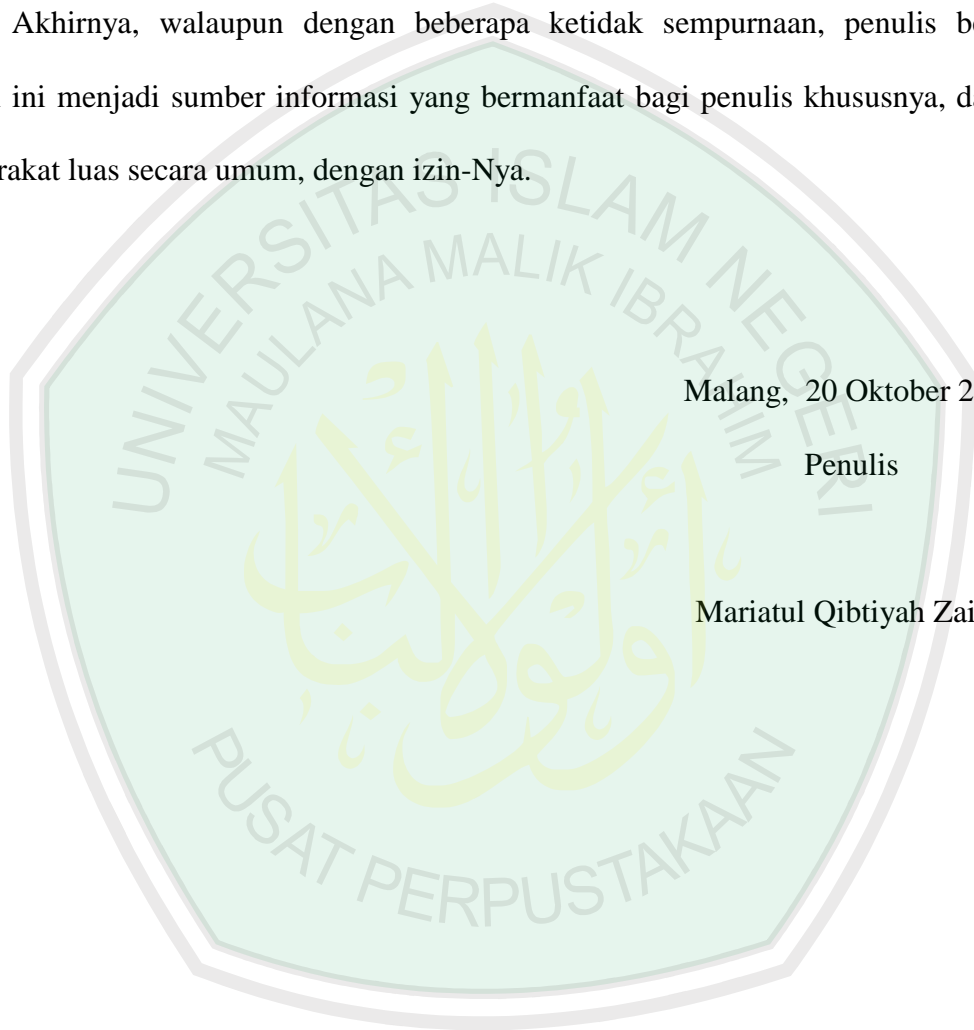 Akhirnya, walaupun dengan beberapa ketidak sempurnaan, penulis be
ini menjadi sumber informasi yang bermanfaat bagi penulis khususnya, da
rakat luas secara umum, dengan izin-Nya.
UNIVERSITAS ISLAM NEGERI
MAULANA MALIK IBRAHIM
Malang, 20 Oktober 2
Penulis
أولوا الألباب
Mariatul Qibtiyah Zai
PUSAT PERPUSTAKAAN